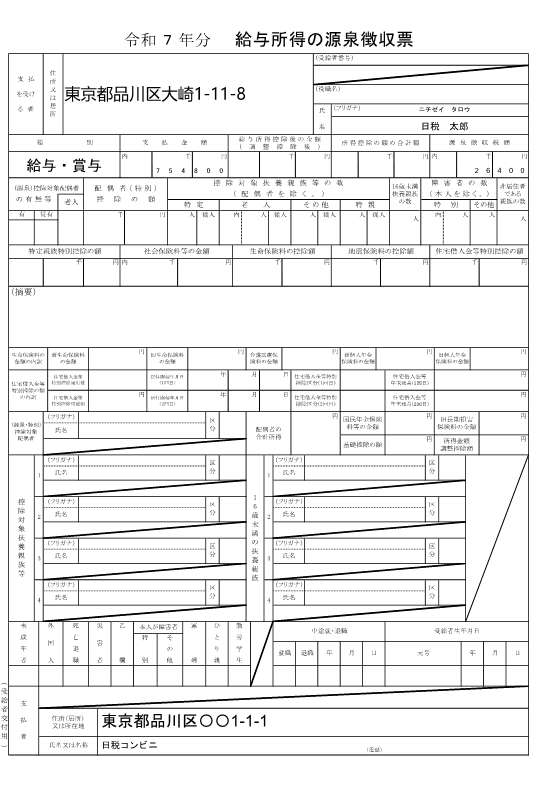 令和 7 年分 給与所得の源泉徴収票
支払を受ける者
住所又は居所
東京都品川区大崎1-11-8
(受給者番号)
(役職名)
氏名
(フリガナ) ニチゼイ タロウ
日税 太郎
種別 支払金額 給与所得控除後の金額(調整控除後) 所得控除の額の合計額 源泉徴収税額
給与・賞与 内 千 円 754800 千 円 千 円 内 千 円 26400
(源泉)控除対象配偶者の有無等 老人
配偶者(特別)控除の額
控除対象扶養親族等の数(配偶者を除く。)
16歳未満扶養親族の数
障害者の数(本人を除く。)
非居住者である親族の数
有 従有 千 円 特定 老人 その他 特親 特別 その他
人 従人 内 人 従人 人 従人 人 従人 人 内 人 人 人
特定親族特別控除の額 社会保険料等の金額 生命保険料の控除額 地震保険料の控除額 住宅借入金等特別控除の額
千 円 内 千 円 千 円 千 円 千 円
(摘要)
生命保険料の金額の内訳 新生命保険料の金額 円 旧生命保険料の金額 円 介護医療保険料の金額 円 新個人年金保険料の金額 円 旧個人年金保険料の金額 円
住宅借入金等特別控除の額の内訳
住宅借入金等特別控除適用数 居住開始年月日(1回目) 年 月 日 住宅借入金等特別控除区分(1回目) 住宅借入金等年末残高(1回目) 円
住宅借入金等特別控除可能額 円 居住開始年月日(2回目) 年 月 日 住宅借入金等特別控除区分(2回目) 住宅借入金等年末残高(2回目) 円
(源泉・特別)控除対象配偶者 (フリガナ) 氏名 区分 配偶者の合計所得 円 国民年金保険料等の金額 円 旧長期損害保険料の金額 円
基礎控除の額 円 所得金額調整控除額 円
控除対象扶養親族等
1 (フリガナ) 氏名 区分
2 (フリガナ) 氏名 区分
3 (フリガナ) 氏名 区分
4 (フリガナ) 氏名 区分
16歳未満の扶養親族
1 (フリガナ) 氏名 区分
2 (フリガナ) 氏名 区分
3 (フリガナ) 氏名 区分
4 (フリガナ) 氏名 区分
未成年者 外国人 死亡退職 災害者 乙欄 本人が障害者 特別 その他 寡婦 ひとり親 勤労学生
中途就・退職 受給者生年月日
就職 退職 年 月 日 元号 年 月 日
(受給者交付用)
支払者
住所(居所)又は所在地 東京都品川区〇〇1-1-1
氏名又は名称 日税コンビニ (電話)